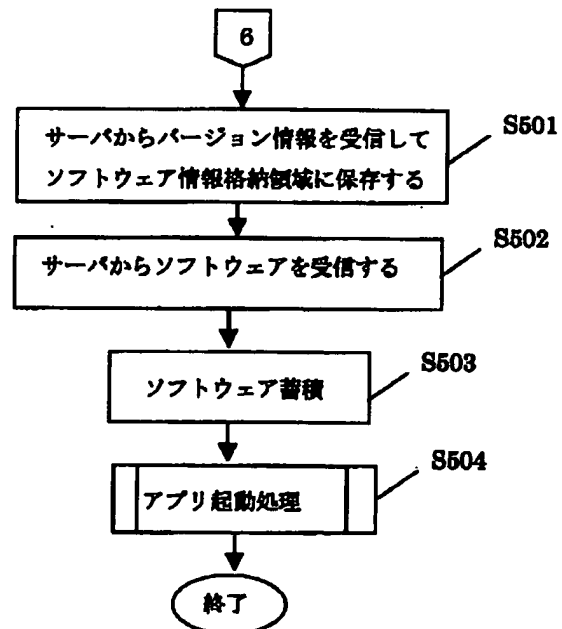 6
サーバからバージョン情報を受信して
ソフトウェア情報格納領域に保存する
S501
サーバからソフトウェアを受信する
S502
ソフトウェア蓄積
S503
アプリ起動処理
S504
終了